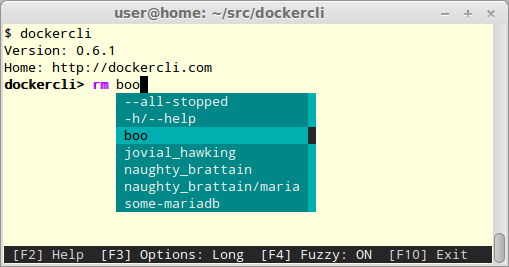 user@home: ~/src/dockercli
$ dockercli
Version: 0.6.1
Home: http://dockercli.com
dockercli> rm boo
--all-stopped
-h/--help
boo
jovial_hawking
naughty_brattain
naughty_brattain/maria
some-mariadb
[F2] Help [F3] Options: Long [F4] Fuzzy: ON [F10] Exit